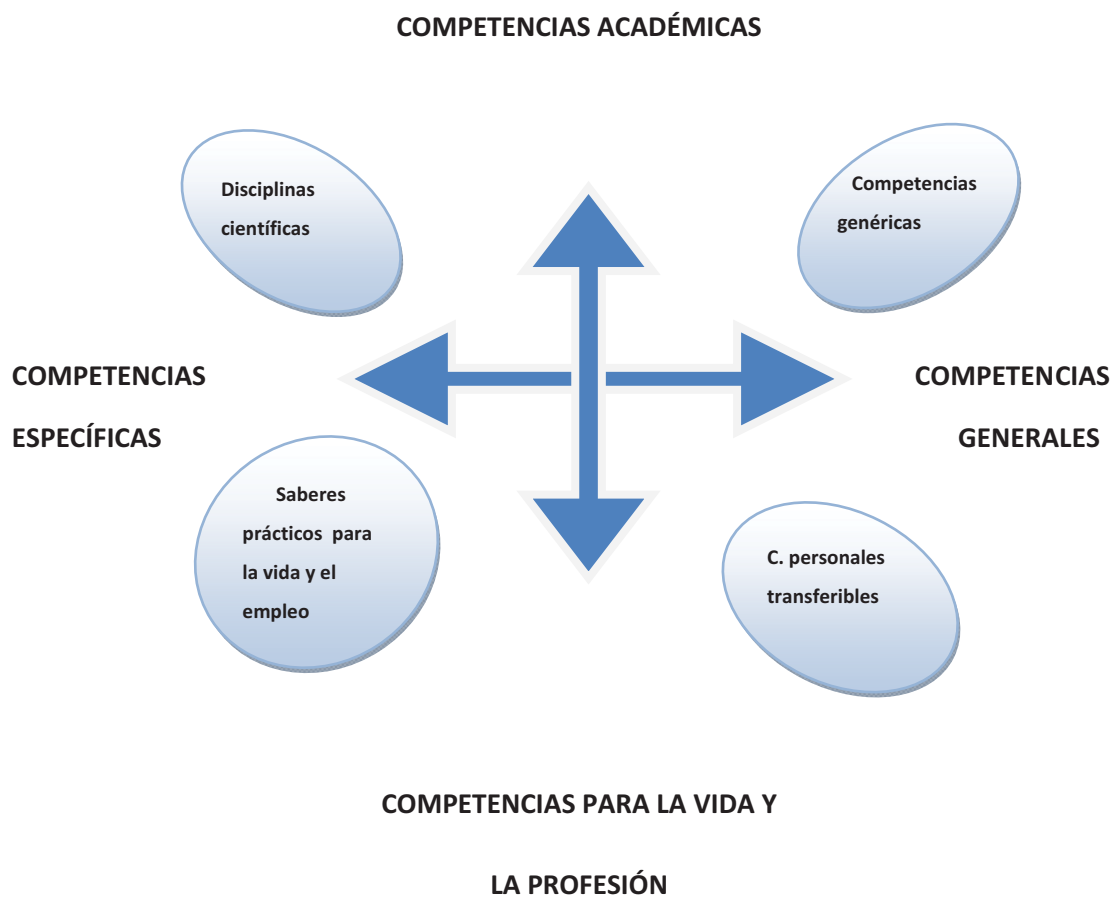 COMPETENCIAS ACADÉMICAS
Disciplinas
científicas
Competencias
genéricas
COMPETENCIAS
ESPECÍFICAS
COMPETENCIAS
GENERALES
Saberes
prácticos para
la vida y el
empleo
C. personales
transferibles
COMPETENCIAS PARA LA VIDA Y
LA PROFESIÓN